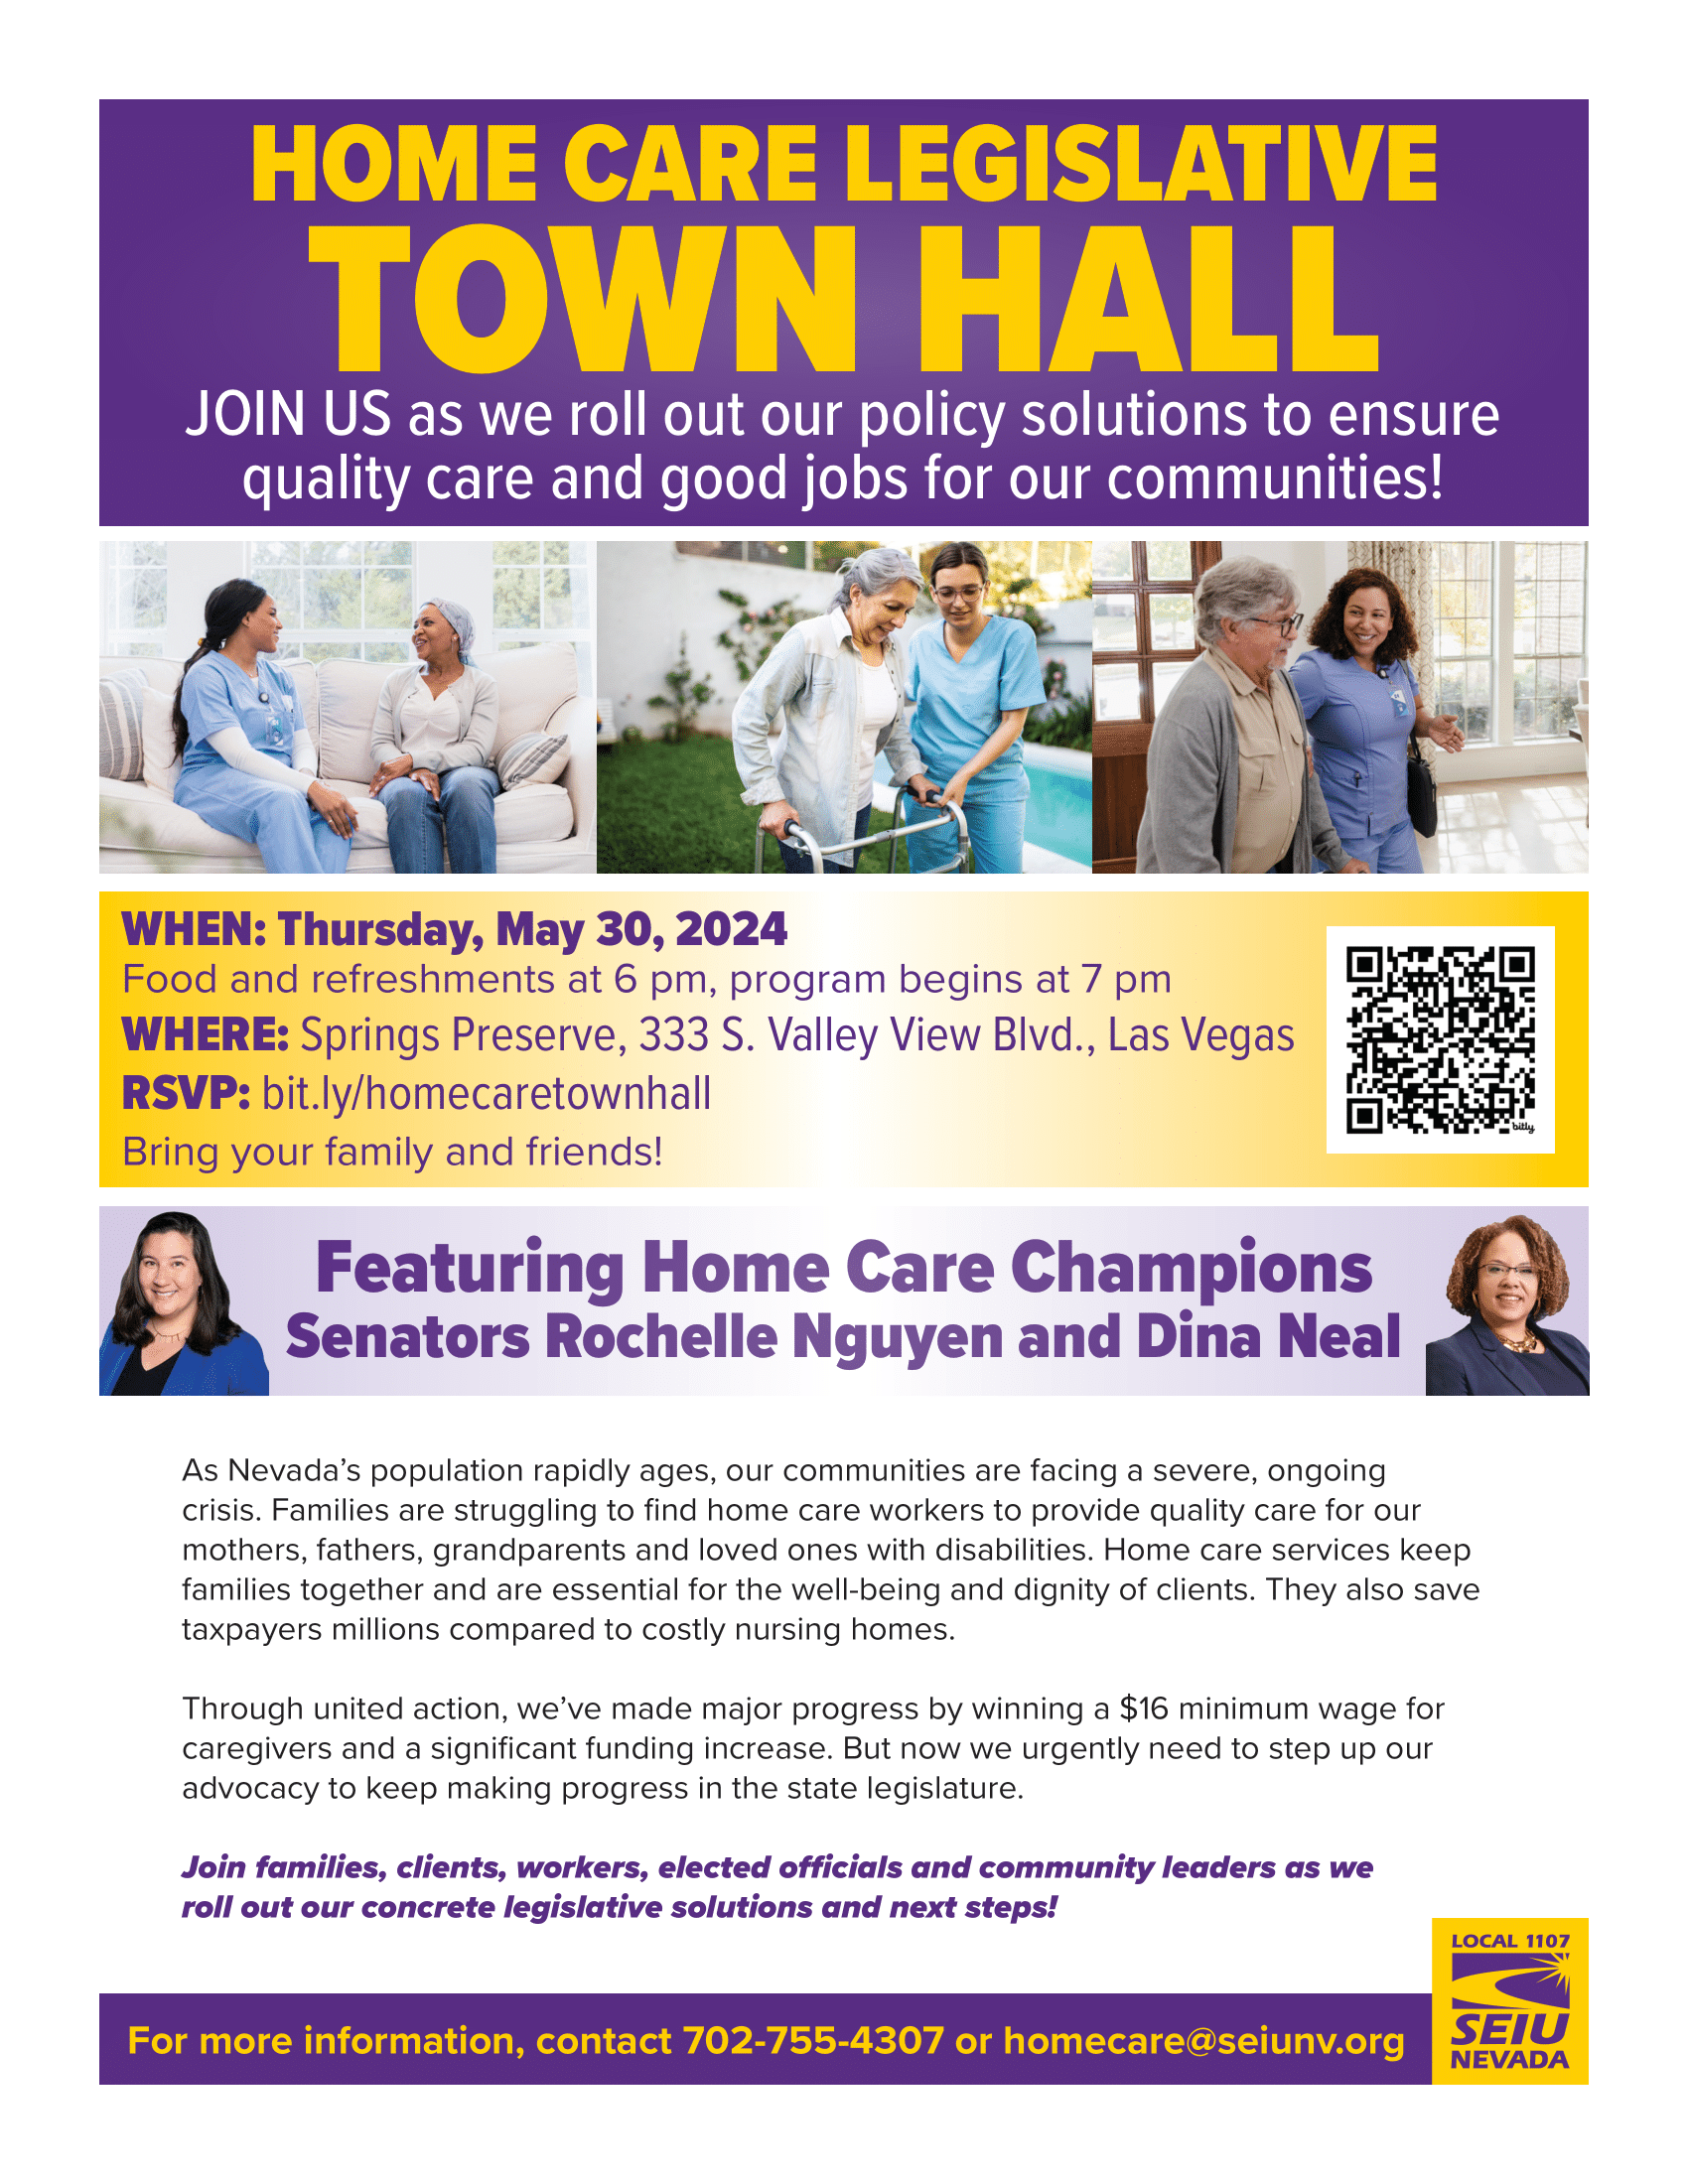 HOME CARE LEGISLATIVE
TOWN HALL
JOIN US as we roll out our policy solutions to ensure
quality care and good jobs for our communities!
WHEN: Thursday, May 30, 2024
Food and refreshments at 6 pm, program begins at 7 pm
WHERE: Springs Preserve, 333 S. Valley View Blvd., Las Vegas
RSVP: bit.ly/homecaretownhall
Bring your family and friends!
bitly
Featuring Home Care Champions
Senators Rochelle Nguyen and Dina Neal
As Nevada’s population rapidly ages, our communities are facing a severe, ongoing
crisis. Families are struggling to find home care workers to provide quality care for our
mothers, fathers, grandparents and loved ones with disabilities. Home care services keep
families together and are essential for the well-being and dignity of clients. They also save
taxpayers millions compared to costly nursing homes.
Through united action, we’ve made major progress by winning a $16 minimum wage for
caregivers and a significant funding increase. But now we urgently need to step up our
advocacy to keep making progress in the state legislature.
Join families, clients, workers, elected officials and community leaders as we
roll out our concrete legislative solutions and next steps!
For more information, contact 702-755-4307 or homecare@seiunv.org
LOCAL 1107
SEIU
NEVADA